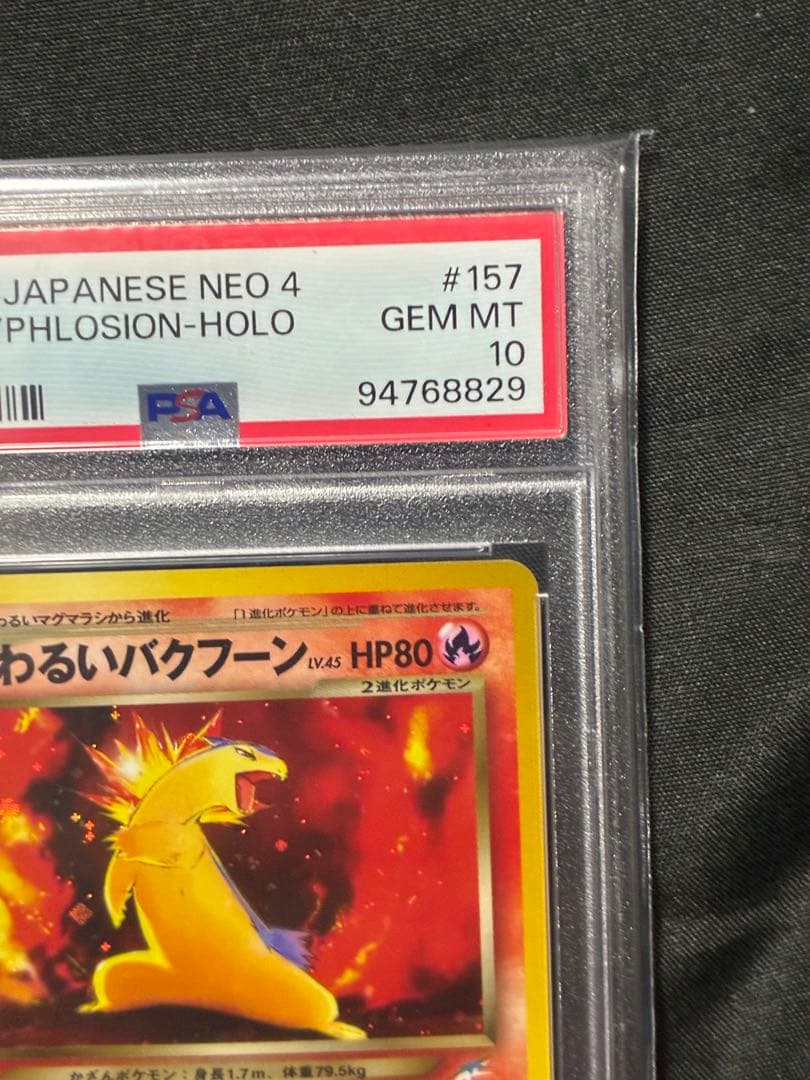 JAPANESE NEO 4 #157
YPHLOSION-HOLO GEM MT
10
PSA 94768829
わるいマグマラシから進化 「1進化ポケモン」の上に重ねて進化させます。
わるいバクフーン LV.45 HP80
2進化ポケモン
かざんポケモン：身長1.7m、体重79.5kg